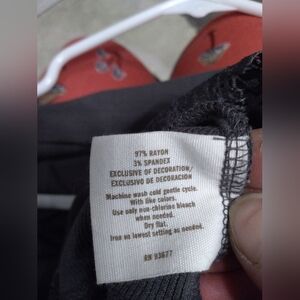 97% RAYON
3% SPANDEX
EXCLUSIVE OF DECORATION/
EXCLUSIVO DE DECORACION
Machine wash cold gentle cycle.
With like colors.
Use only non-chlorine bleach
when needed.
Dry flat.
Iron on lowest setting as needed.
RN 93677